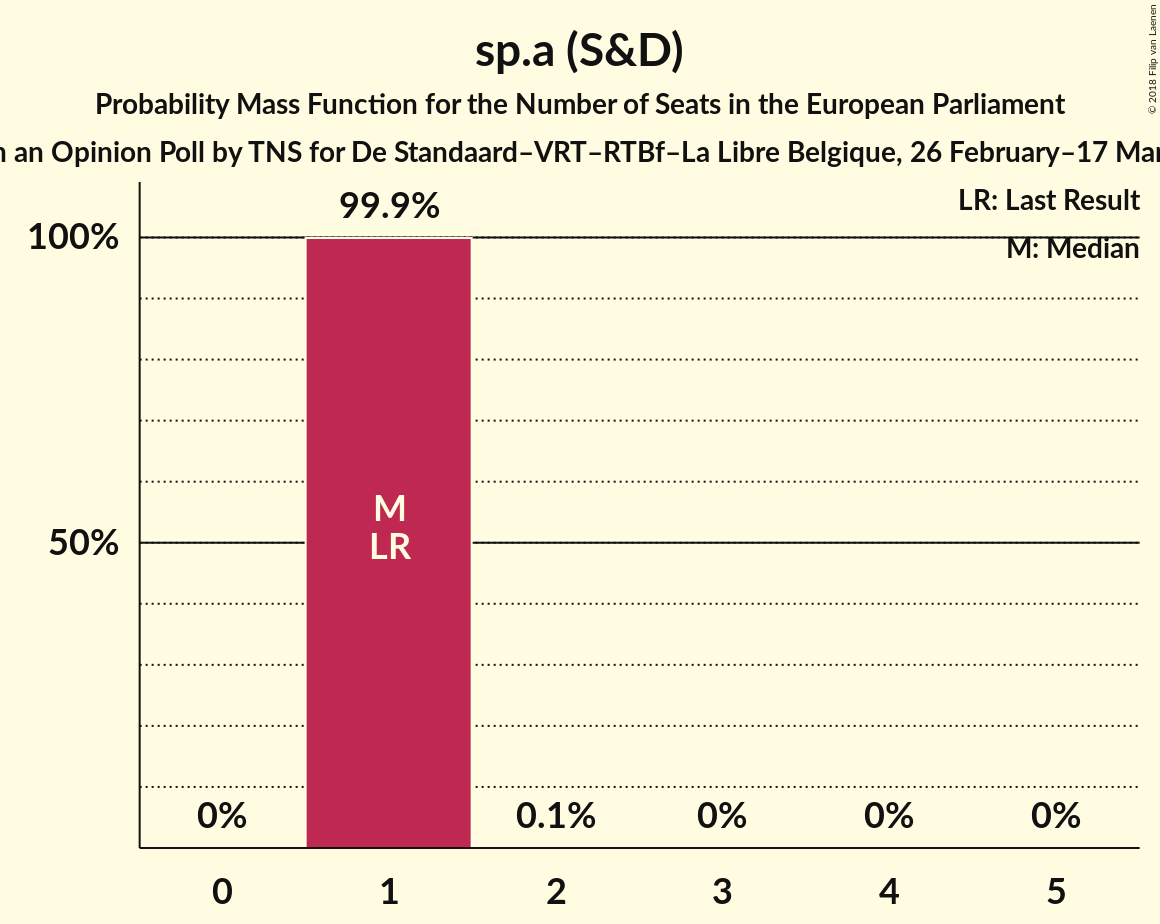 sp.a (S&D)
Probability Mass Function for the Number of Seats in the European Parliament
an Opinion Poll by TNS for De Standaard–VRT–RTBf–La Libre Belgique, 26 February–17
© 2018 Filip van Laenen
LR: Last Result
M: Median
99.9%
100%
50%
M
LR
0%
0.1%
0%
0%
0%
0
1
2
3
4
5